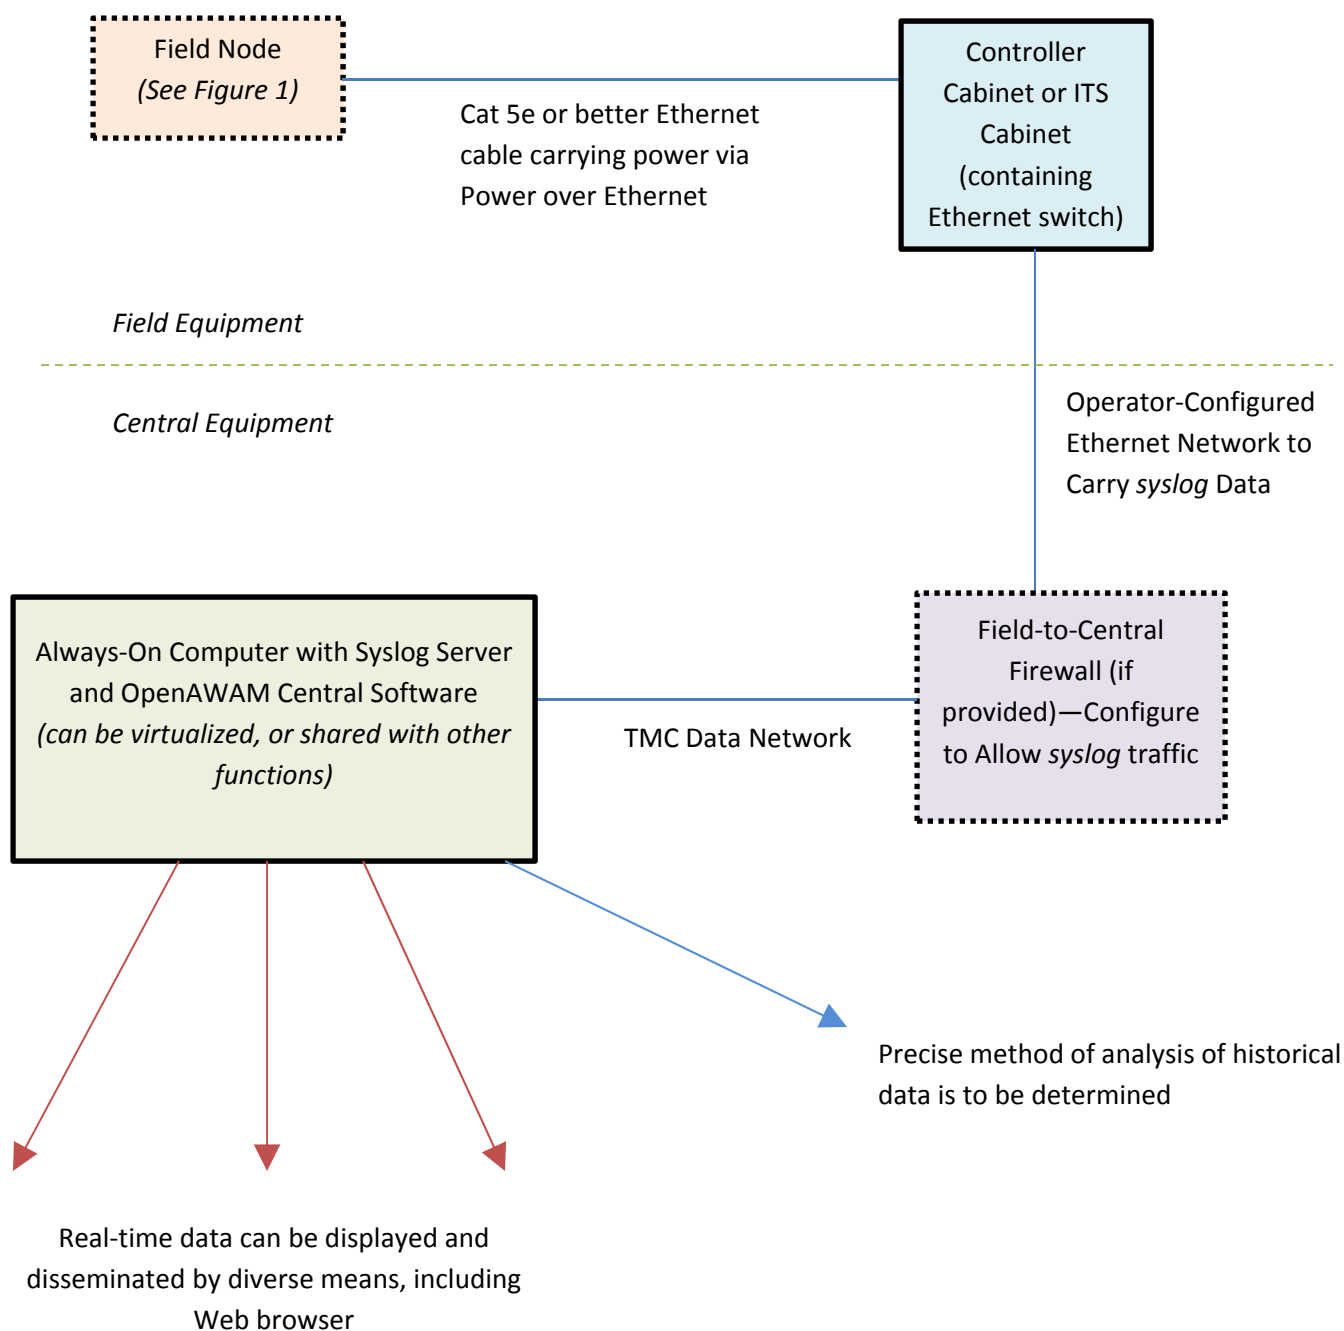 Field Node
(See Figure 1)
Cat 5e or better Ethernet
cable carrying power via
Power over Ethernet
Controller
Cabinet or ITS
Cabinet
(containing
Ethernet switch)
Field Equipment
Central Equipment
Operator-Configured
Ethernet Network to
Carry syslog Data
Always-On Computer with Syslog Server
and OpenAWAM Central Software
(can be virtualized, or shared with other
functions)
TMC Data Network
Field-to-Central
Firewall (if
provided)—Configure
to Allow syslog traffic
Precise method of analysis of historical
data is to be determined
Real-time data can be displayed and
disseminated by diverse means, including
Web browser